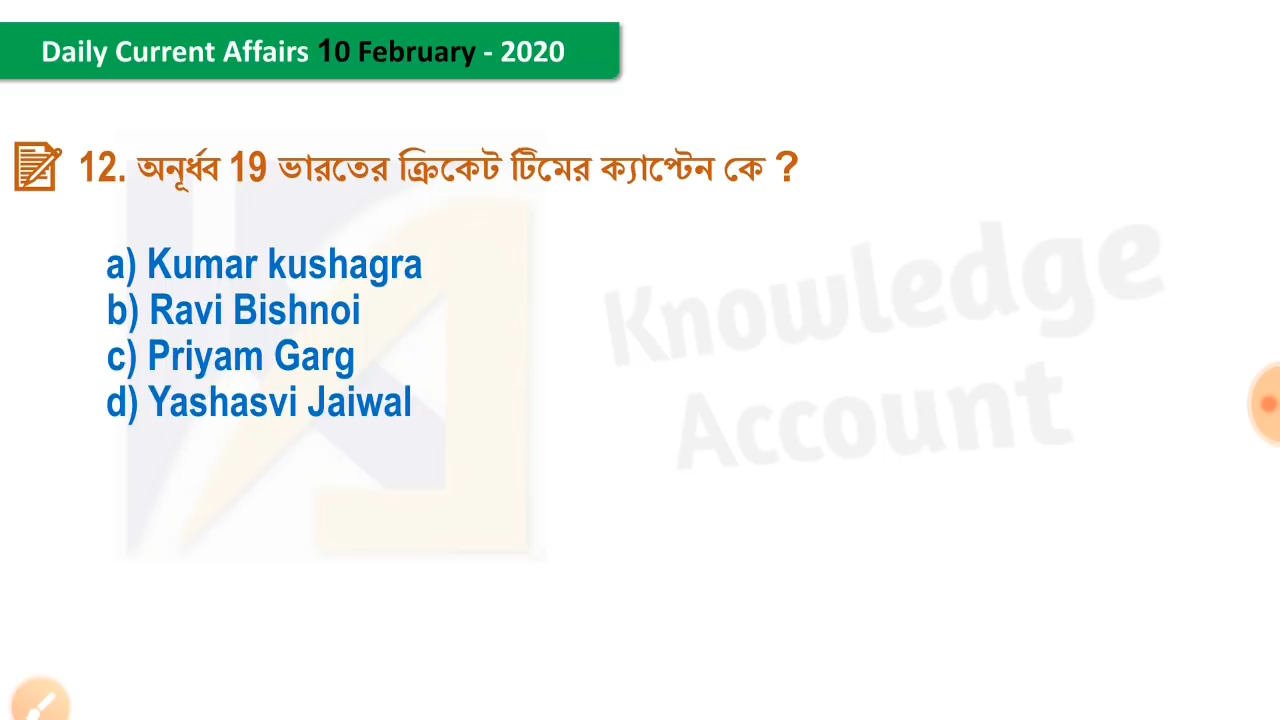 Daily Current Affairs 10 February - 2020
12. অনূর্ধ্ব 19 ভারতের ক্রিকেট টিমের ক্যাপ্টেন কে ?
a) Kumar kushagra
b) Ravi Bishnoi
c) Priyam Garg
d) Yashasvi Jaiwal
Knowledge
Account